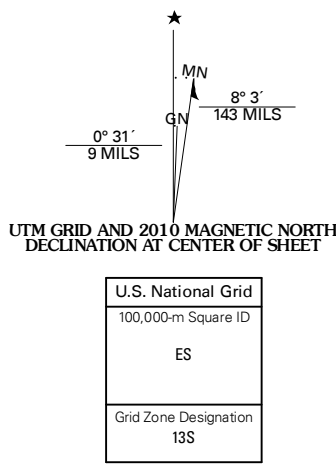 ★
MN
GN
8° 3´
143 MILS
0° 31´
9 MILS
UTM GRID AND 2010 MAGNETIC NORTH
DECLINATION AT CENTER OF SHEET
U.S. National Grid
100,000-m Square ID
ES
Grid Zone Designation
13S